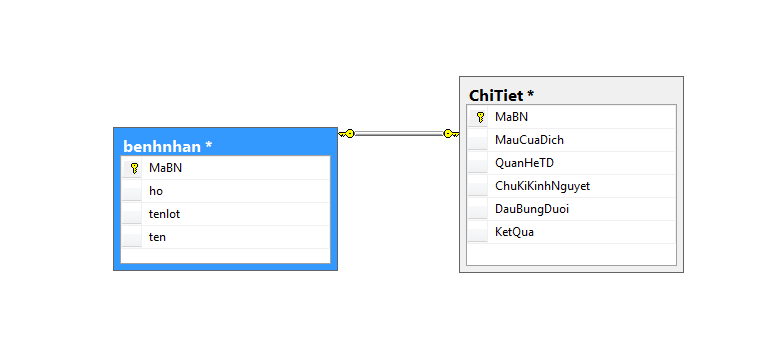 benhnhan *
MaBN
ho
tenlot
ten
ChiTiet *
MaBN
MauCuaDich
QuanHeTD
ChuKiKinhNguyet
DauBungDuoi
KetQua